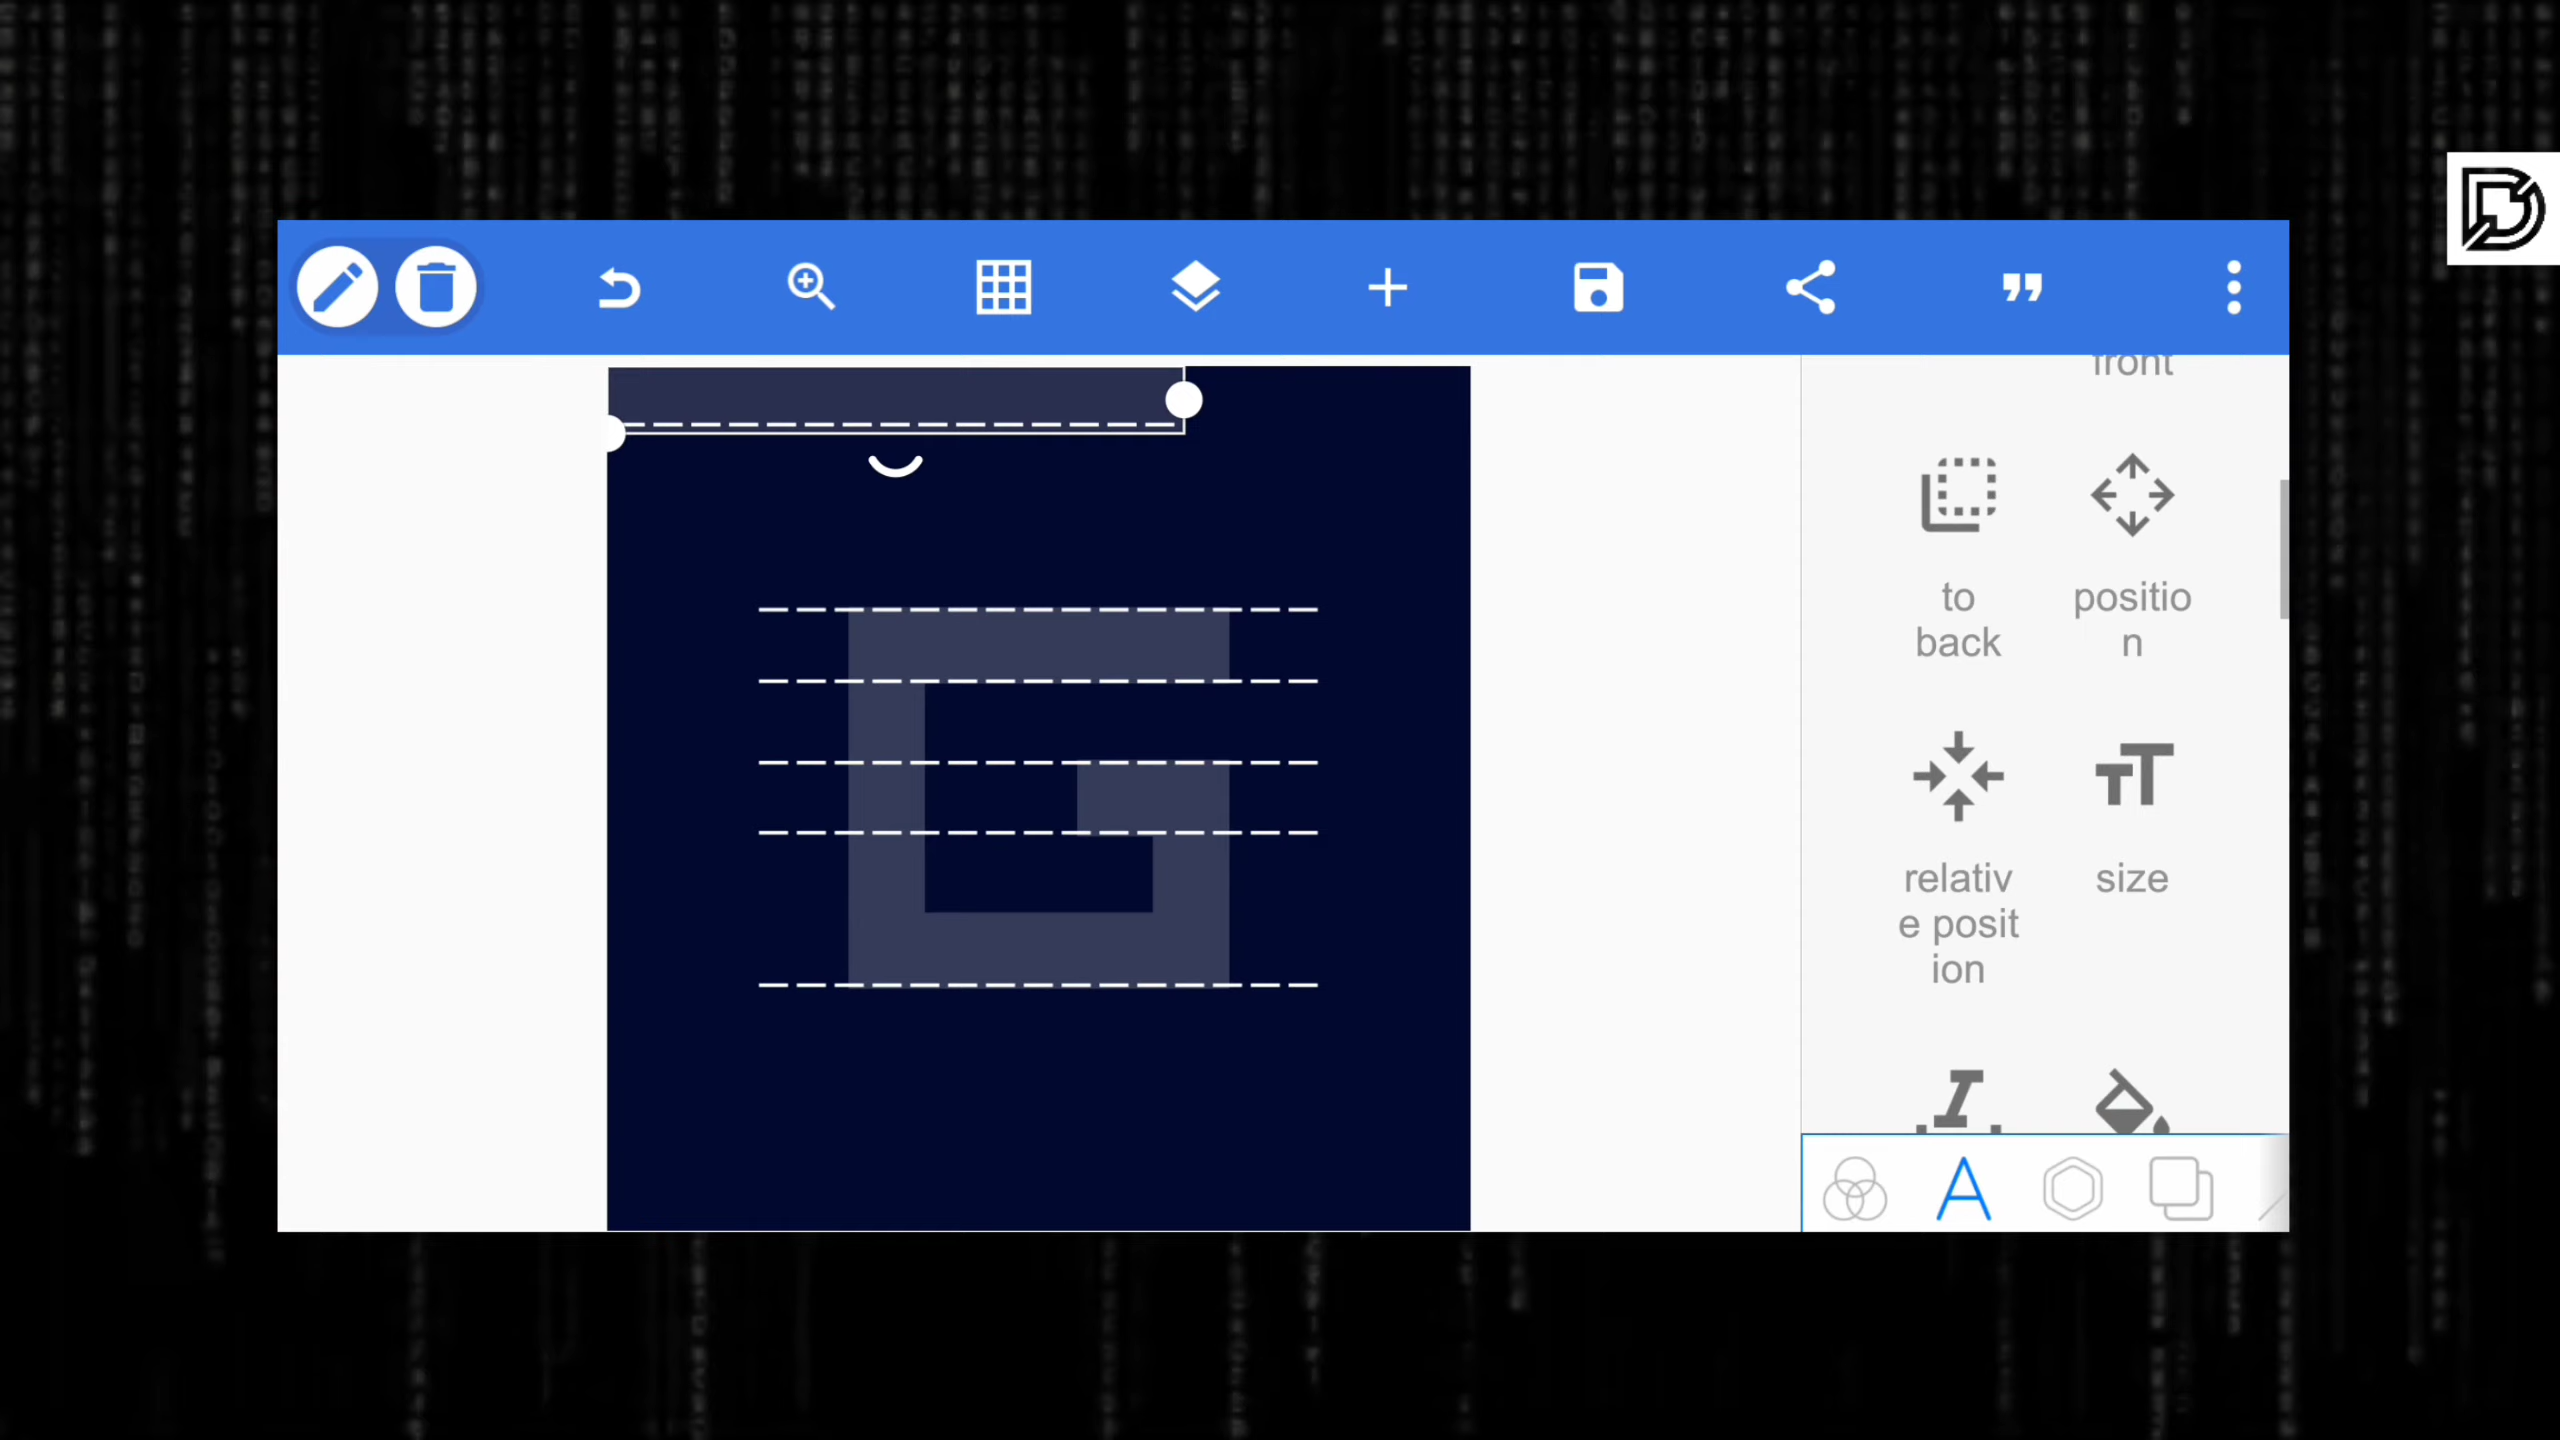 front
to
back
positio
n
relativ
e posit
ion
size